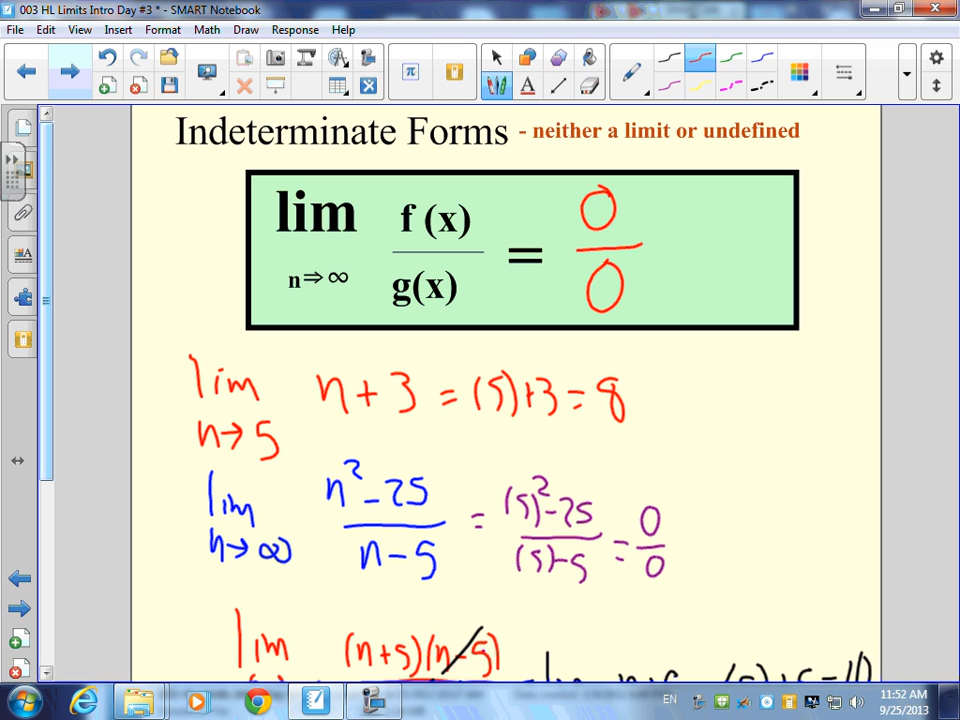 003 HL Limits Intro Day #3 * - SMART Notebook
File Edit View Insert Format Math Draw Response Help
Indeterminate Forms - neither a limit or undefined
lim f (x) = 0
n⇒∞ g(x) 0
lim n + 3 = (5)+3 = 8
n→5
lim n² - 25 = (5)² - 25 = 0
n→∞ n - 5 (5) - 5 0
lim (n+5)(n-5)
EN 11:52 AM
9/25/2013